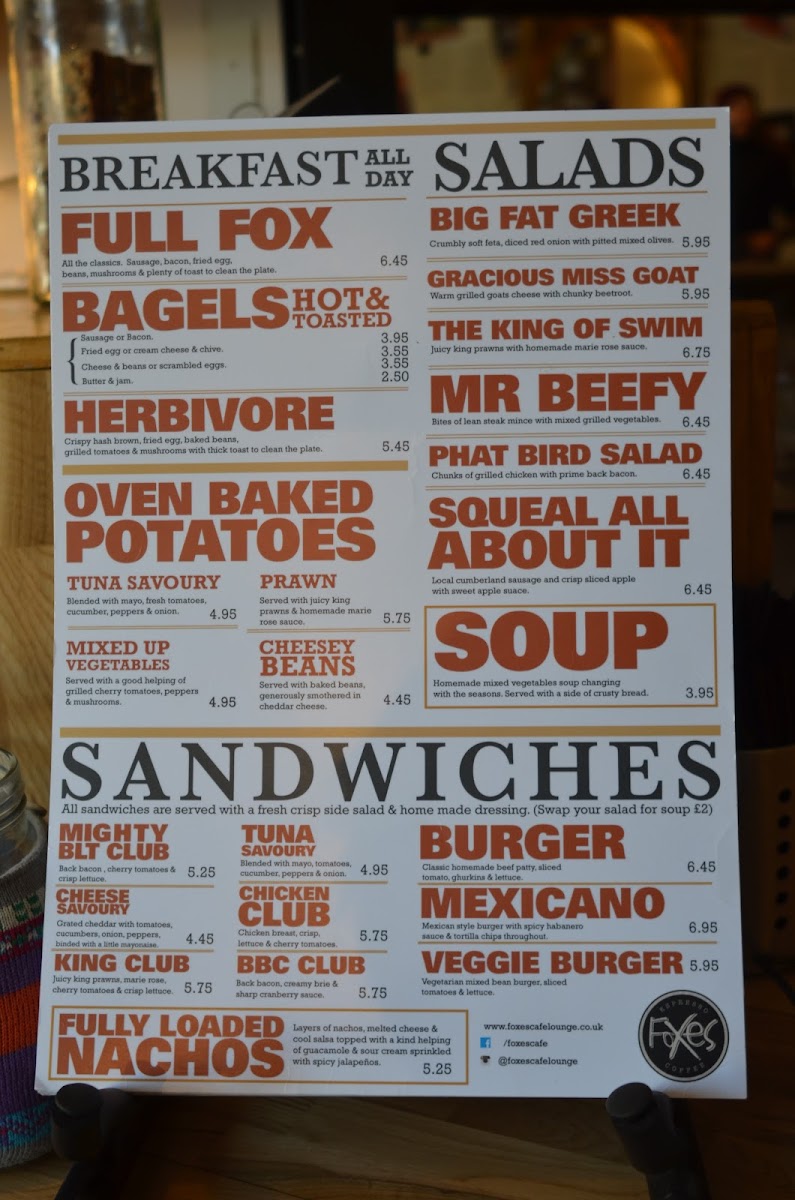 BREAKFAST ALL DAY
FULL FOX
All the classics. Sausage, bacon, fried egg,
beans, mushrooms & plenty of toast to clean the plate. 6.45
BAGELS HOT & TOASTED
Sausage or Bacon. 3.95
Fried egg or cream cheese & chive. 3.55
Cheese & beans or scrambled eggs. 3.55
Butter & jam. 2.50
HERBIVORE
Crispy hash brown, fried egg, baked beans,
grilled tomatoes & mushrooms with thick toast to clean the plate. 5.45
OVEN BAKED
POTATOES
TUNA SAVOURY
Blended with mayo, fresh tomatoes,
cucumber, peppers & onion. 4.95
PRAWN
Served with juicy king
prawns & homemade marie
rose sauce. 5.75
MIXED UP
VEGETABLES
Served with a good helping of
grilled cherry tomatoes, peppers
& mushrooms. 4.95
CHEESEY
BEANS
Served with baked beans,
generously smothered in
cheddar cheese. 4.45
SALADS
BIG FAT GREEK
Crumbly soft feta, diced red onion with pitted mixed olives. 5.95
GRACIOUS MISS GOAT
Warm grilled goats cheese with chunky beetroot. 5.95
THE KING OF SWIM
Juicy king prawns with homemade marie rose sauce. 6.75
MR BEEFY
Bites of lean steak mince with mixed grilled vegetables. 6.45
PHAT BIRD SALAD
Chunks of grilled chicken with prime back bacon. 6.45
SQUEAL ALL
ABOUT IT
Local cumberland sausage and crisp sliced apple
with sweet apple suace. 6.45
SOUP
Homemade mixed vegetables soup changing
with the seasons. Served with a side of crusty bread. 3.95
SANDWICHES
All sandwiches are served with a fresh crisp side salad & home made dressing. (Swap your salad for soup £2)
MIGHTY
BLT CLUB
Back bacon , cherry tomatoes &
crisp lettuce. 5.25
CHEESE
SAVOURY
Grated cheddar with tomatoes,
cucumbers, onion, peppers,
binded with a little mayonaise. 4.45
KING CLUB
Juicy king prawns, marie rose,
cherry tomatoes & crisp lettuce. 5.75
TUNA
SAVOURY
Blended with mayo, tomatoes,
cucumber, peppers & onion. 4.95
CHICKEN
CLUB
Chicken breast, crisp,
lettuce & cherry tomatoes. 5.75
BBC CLUB
Back bacon, creamy brie &
sharp cranberry sauce. 5.75
BURGER
Classic homemade beef patty, sliced
tomato, ghurkins & lettuce. 6.45
MEXICANO
Mexican style burger with spicy habanero
sauce & tortilla chips throughout. 6.95
VEGGIE BURGER 5.95
Vegetarian mixed bean burger, sliced
tomatoes & lettuce.
FULLY LOADED
NACHOS
Layers of nachos, melted cheese &
cool salsa topped with a kind helping
of guacamole & sour cream sprinkled
with spicy jalapeños. 5.25
www.foxescafelounge.co.uk
/foxescafe
@foxescafelounge
ESPRESSO
FOXES
COFFEE